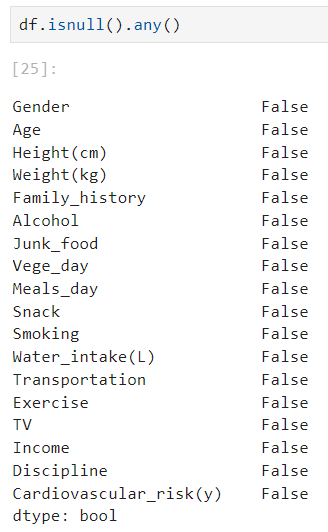 df.isnull().any()
[25]:
Gender False
Age False
Height(cm) False
Weight(kg) False
Family_history False
Alcohol False
Junk_food False
Vege_day False
Meals_day False
Snack False
Smoking False
Water_intake(L) False
Transportation False
Exercise False
TV False
Income False
Discipline False
Cardiovascular_risk(y) False
dtype: bool